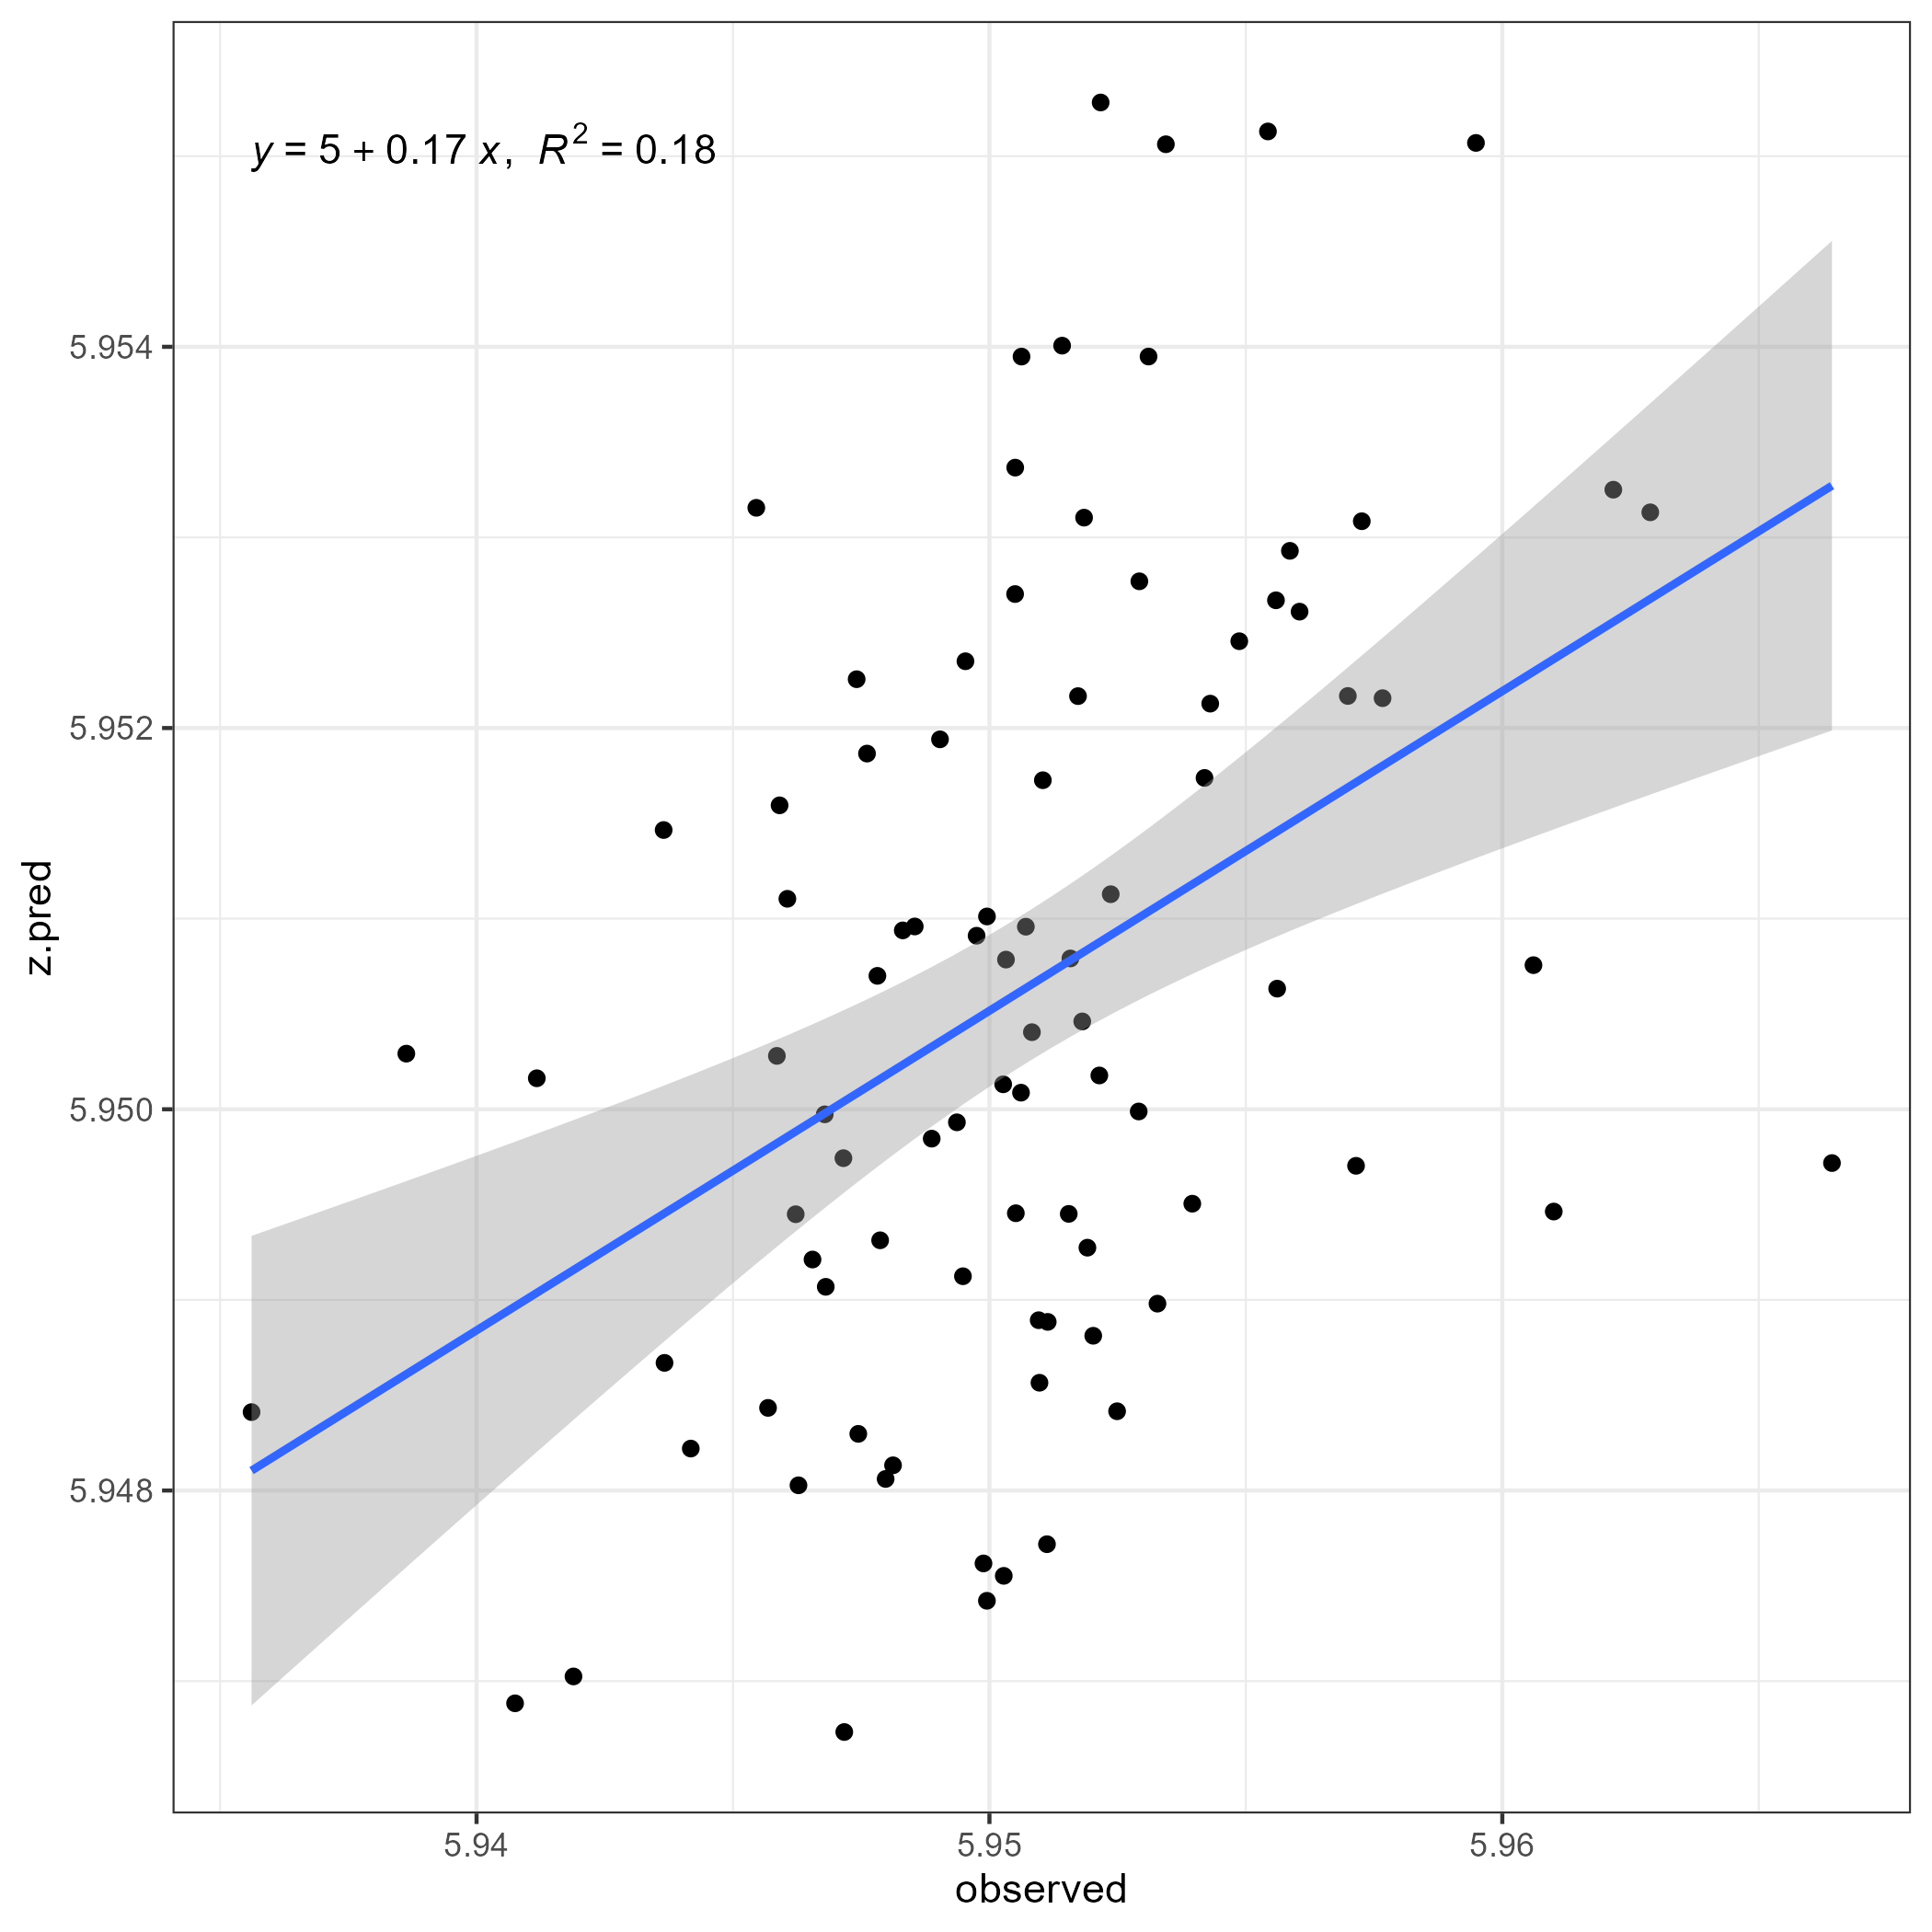 y = 5 + 0.17 x, R² = 0.18
5.954
5.952
5.950
5.948
z.pred
5.94 5.95 5.96
observed